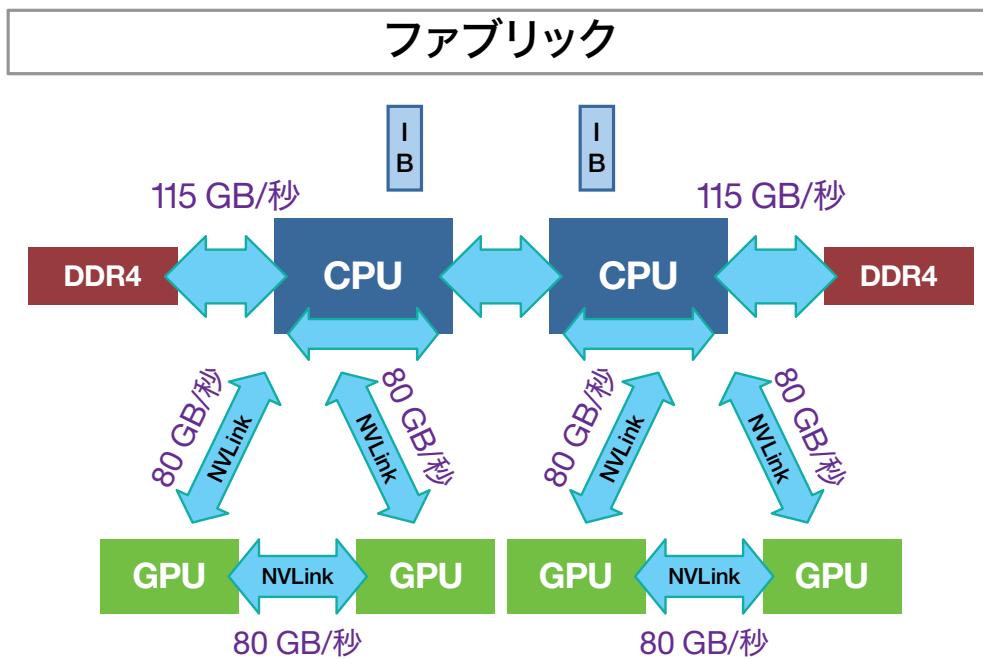 ファブリック
I
B
I
B
115 GB/秒
115 GB/秒
DDR4
CPU
CPU
DDR4
80 GB/秒
NVLink
NVLink
80 GB/秒
80 GB/秒
NVLink
NVLink
80 GB/秒
GPU
NVLink
GPU
GPU
NVLink
GPU
80 GB/秒
80 GB/秒